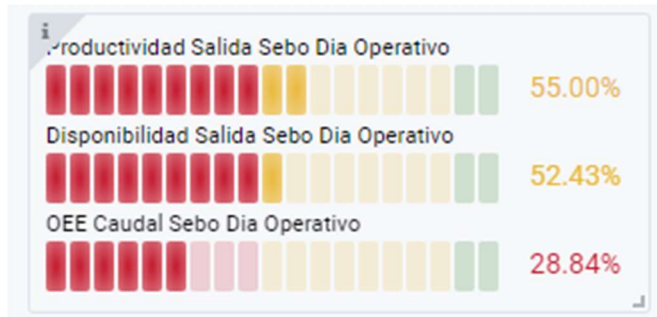 Productividad Salida Sebo Dia Operativo
55.00%
Disponibilidad Salida Sebo Dia Operativo
52.43%
OEE Caudal Sebo Dia Operativo
28.84%